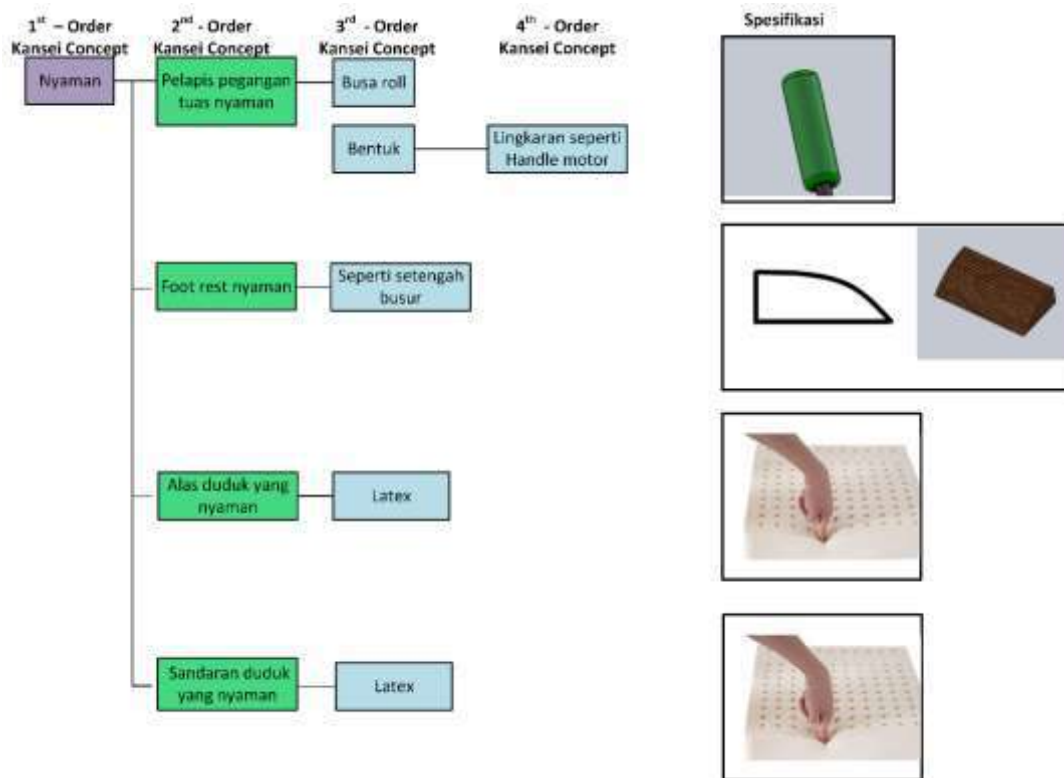 1st – Order
Kansei Concept
2nd - Order
Kansei Concept
3rd - Order
Kansei Concept
4th - Order
Kansei Concept
Spesifikasi
Nyaman
Pelapis pegangan
tuas nyaman
Busa roll
Bentuk
Lingkaran seperti
Handle motor
Foot rest nyaman
Seperti setengah
busur
Alas duduk yang
nyaman
Latex
Sandaran duduk
yang nyaman
Latex